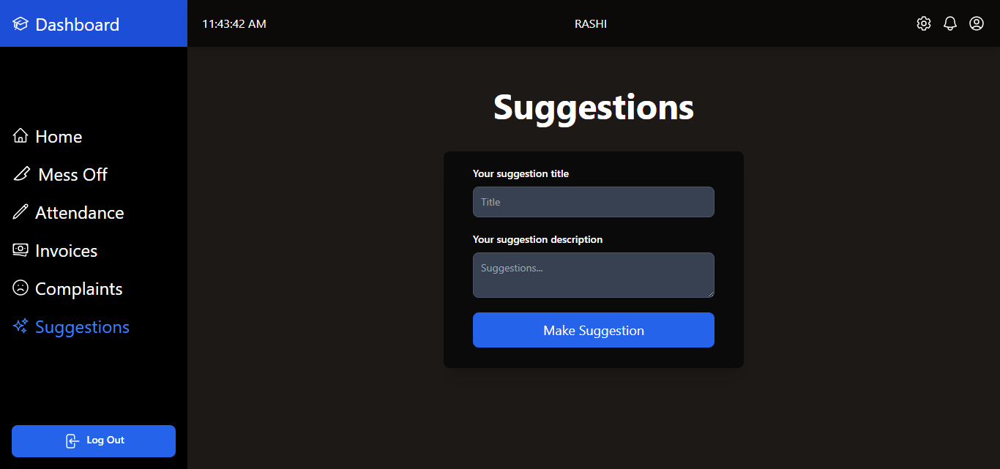 Dashboard
11:43:42 AM
RASHI
Home
Mess Off
Attendance
Invoices
Complaints
Suggestions
Log Out
Suggestions
Your suggestion title
Title
Your suggestion description
Suggestions...
Make Suggestion